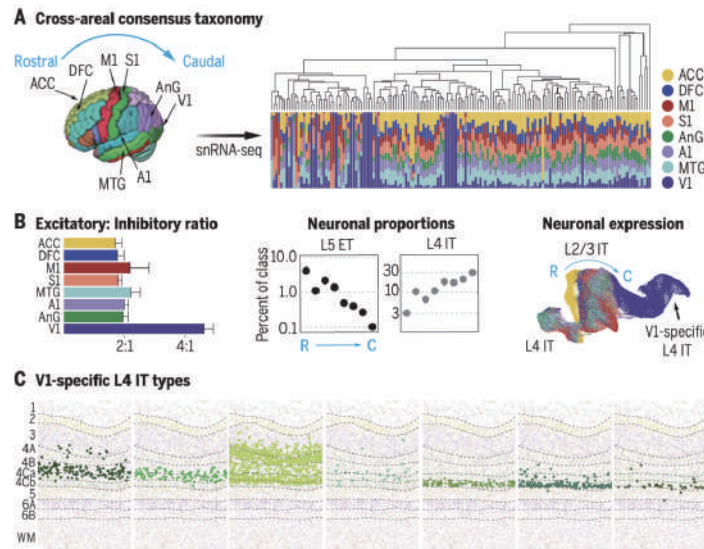 A Cross-areal consensus taxonomy
Rostral
Caudal
M1 S1
DFC
ACC
AnG
V1
A1
MTG
snRNA-seq
ACC
DFC
M1
S1
AnG
A1
MTG
V1
B Excitatory: Inhibitory ratio
ACC
DFC
M1
S1
MTG
A1
AnG
V1
2:1 4:1
Neuronal proportions
L5 ET L4 IT
Percent of class
10.0
1.0
0.1
30
10
3
R C
Neuronal expression
L2/3 IT
R C
L4 IT
V1-specific
L4 IT
C V1-specific L4 IT types
1
2
3
4A
4B
4Ca
4Cb
5
6A
6B
WM